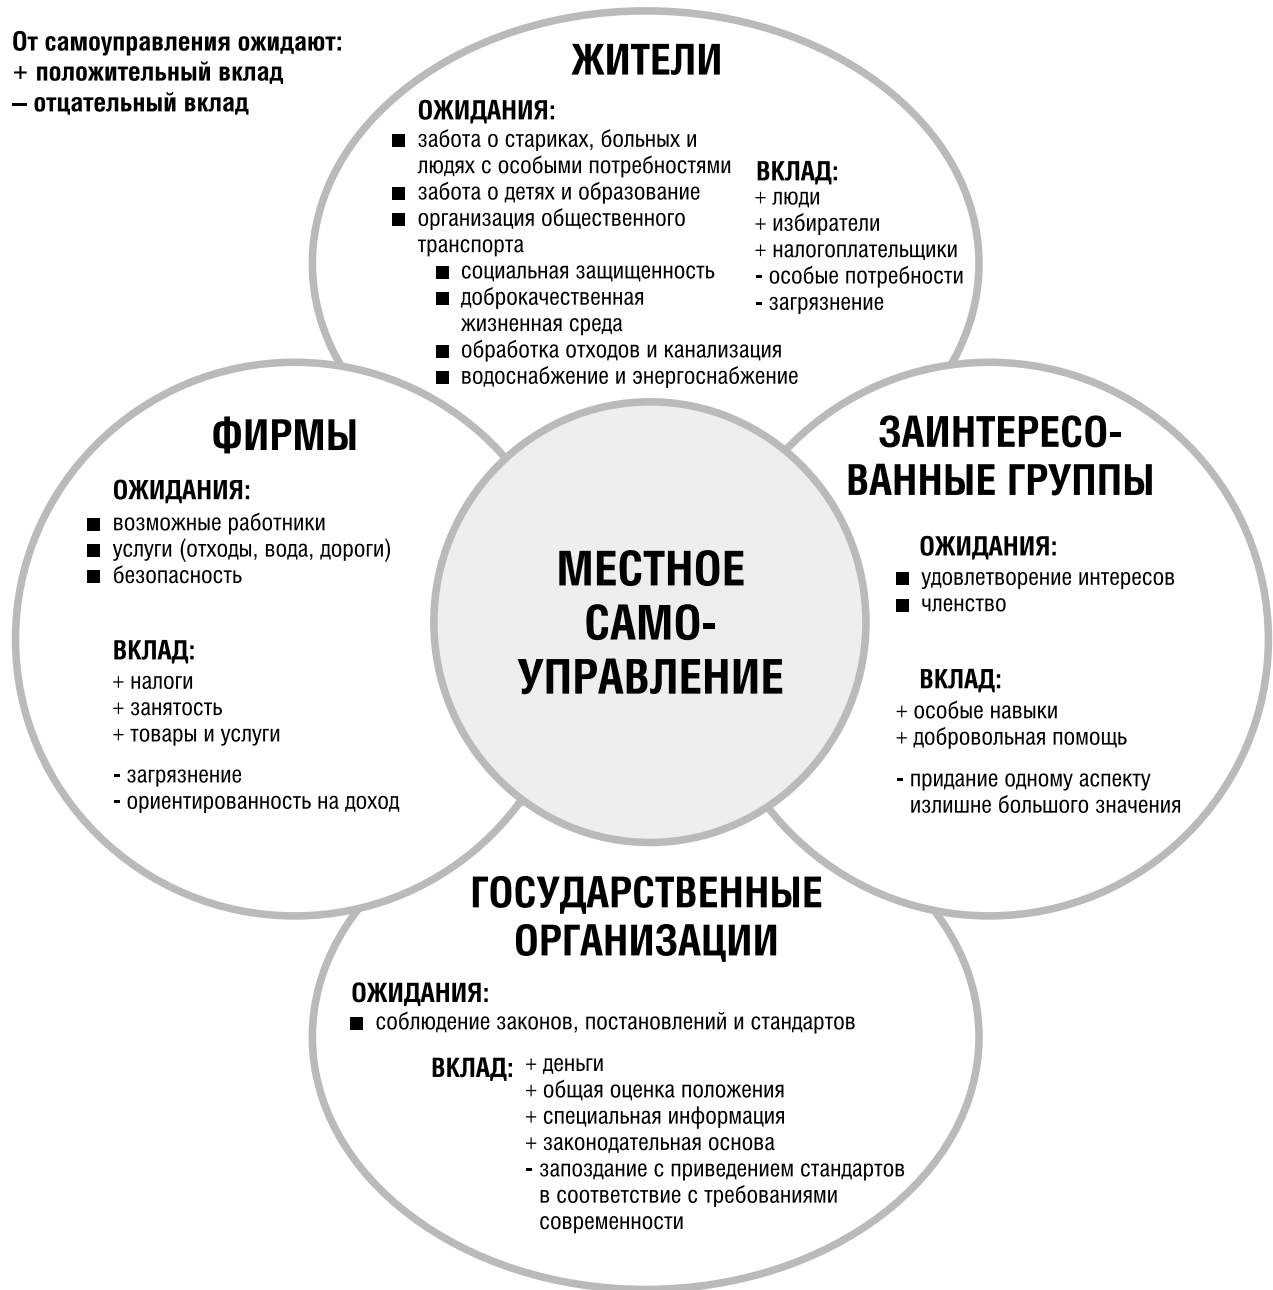 От самоуправления ожидают:
+ положительный вклад
– отцательный вклад
ЖИТЕЛИ
ОЖИДАНИЯ:
■ забота о стариках, больных и
людях с особыми потребностями
■ забота о детях и образование
■ организация общественного
транспорта
■ социальная защищенность
■ доброкачественная
жизненная среда
■ обработка отходов и канализация
■ водоснабжение и энергоснабжение
ВКЛАД:
+ люди
+ избиратели
+ налогоплательщики
- особые потребности
- загрязнение
ФИРМЫ
ОЖИДАНИЯ:
■ возможные работники
■ услуги (отходы, вода, дороги)
■ безопасность
ВКЛАД:
+ налоги
+ занятость
+ товары и услуги
- загрязнение
- ориентированность на доход
МЕСТНОЕ
САМО-
УПРАВЛЕНИЕ
ЗАИНТЕРЕСО-
ВАННЫЕ ГРУППЫ
ОЖИДАНИЯ:
■ удовлетворение интересов
■ членство
ВКЛАД:
+ особые навыки
+ добровольная помощь
- придание одному аспекту
излишне большого значения
ГОСУДАРСТВЕННЫЕ
ОРГАНИЗАЦИИ
ОЖИДАНИЯ:
■ соблюдение законов, постановлений и стандартов
ВКЛАД: + деньги
+ общая оценка положения
+ специальная информация
+ законодательная основа
- запоздание с приведением стандартов
в соответствие с требованиями
современности